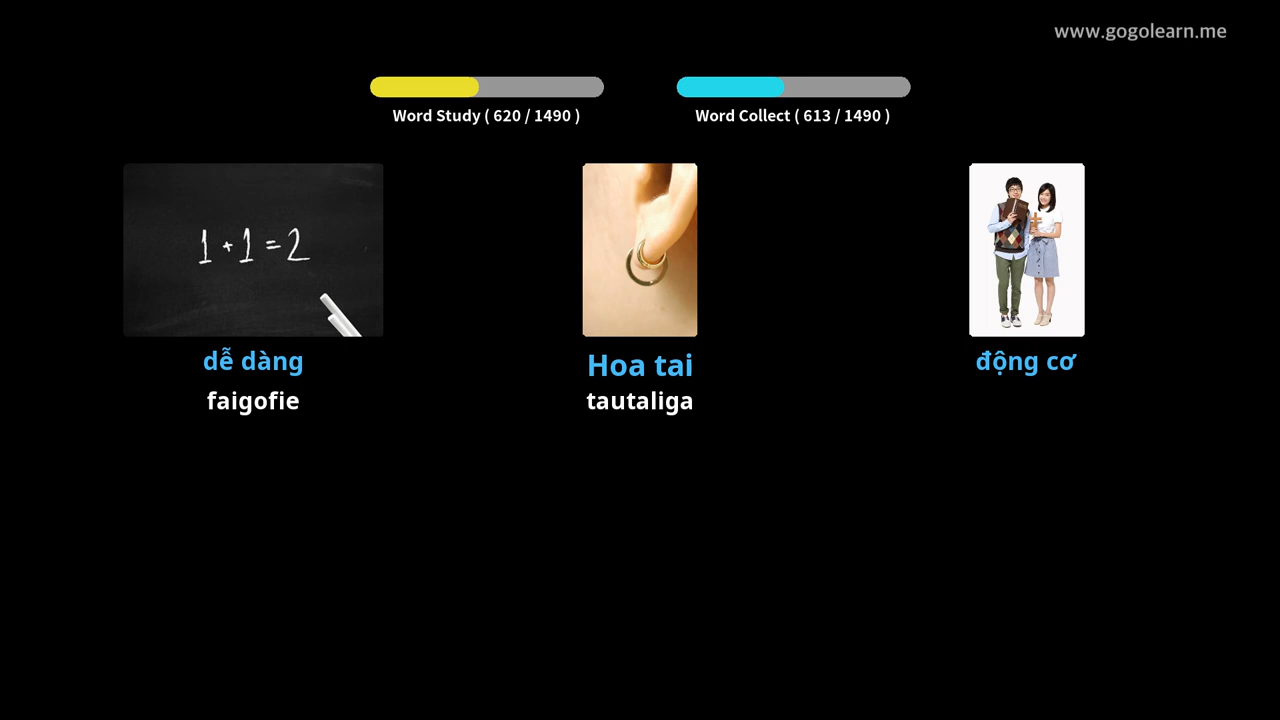 www.gogolearn.me
Word Study ( 620 / 1490 )
Word Collect ( 613 / 1490 )
1 + 1 = 2
dễ dàng
faigofie
Hoa tai
tautaliga
động cơ